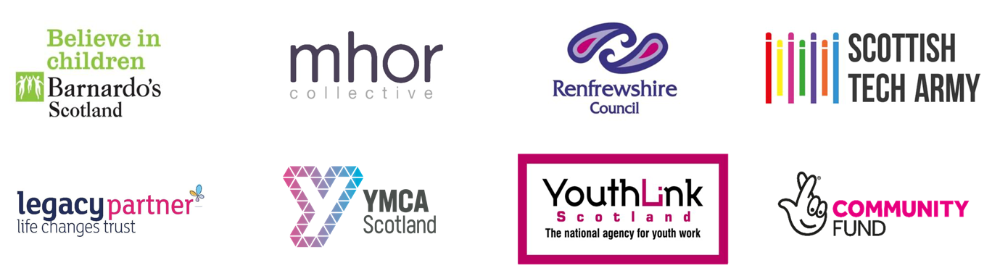 Believe in
children
Barnardo's
Scotland
mhor
collective
Renfrewshire
Council
SCOTTISH
TECH ARMY
legacypartner
life changes trust
YMCA
Scotland
YouthLink
Scotland
The national agency for youth work
®
COMMUNITY
FUND